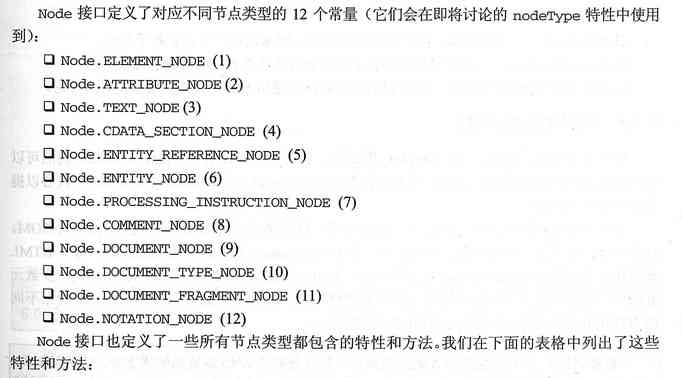 Node 接口定义了对应不同节点类型的 12 个常量（它们会在即将讨论的 nodeType 特性中使用
到）：
❑ Node.ELEMENT_NODE (1)
❑ Node.ATTRIBUTE_NODE (2)
❑ Node.TEXT_NODE (3)
❑ Node.CDATA_SECTION_NODE (4)
❑ Node.ENTITY_REFERENCE_NODE (5)
❑ Node.ENTITY_NODE (6)
❑ Node.PROCESSING_INSTRUCTION_NODE (7)
❑ Node.COMMENT_NODE (8)
❑ Node.DOCUMENT_NODE (9)
❑ Node.DOCUMENT_TYPE_NODE (10)
❑ Node.DOCUMENT_FRAGMENT_NODE (11)
❑ Node.NOTATION_NODE (12)
Node 接口也定义了一些所有节点类型都包含的特性和方法。我们在下面的表格中列出了这些
特性和方法：